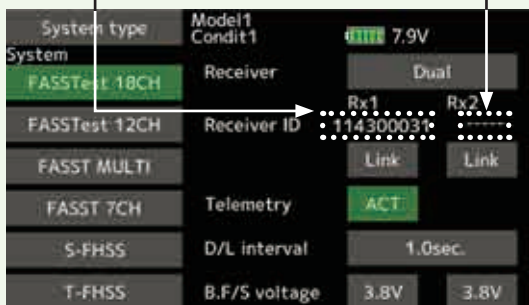 System type
Model1
Condit1
7.9V
System
FASSTest 18CH
Receiver
Dual
Rx1
Rx2
FASSTest 12CH
Receiver ID
114300031
--------
FASST MULTI
Link
Link
FASST 7CH
Telemetry
ACT
S-FHSS
D/L interval
1.0sec.
T-FHSS
B.F/S voltage
3.8V
3.8V